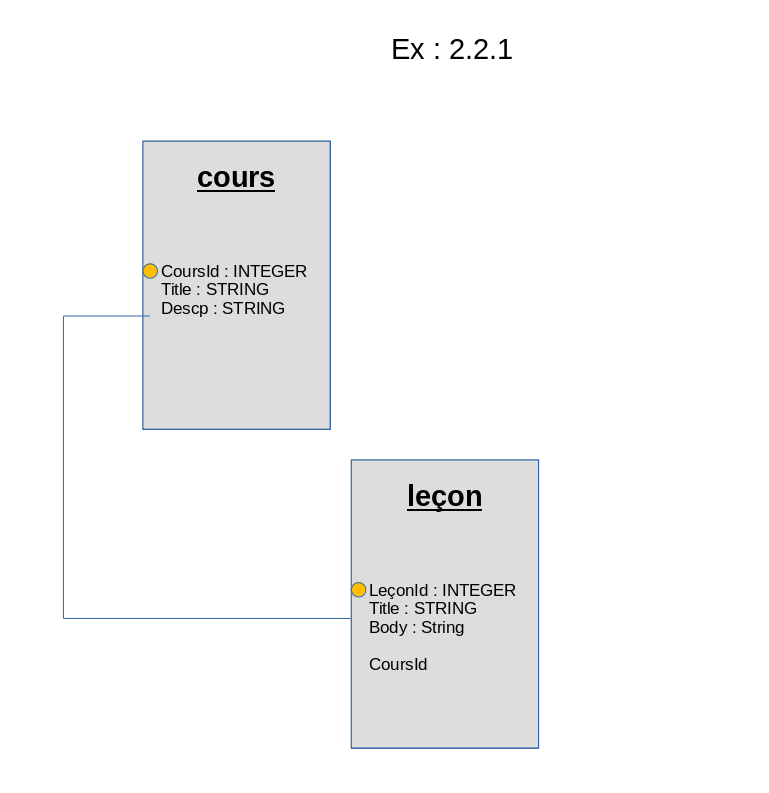 Ex : 2.2.1
cours
CoursId : INTEGER
Title : STRING
Descp : STRING
leçon
LeçonId : INTEGER
Title : STRING
Body : String
CoursId